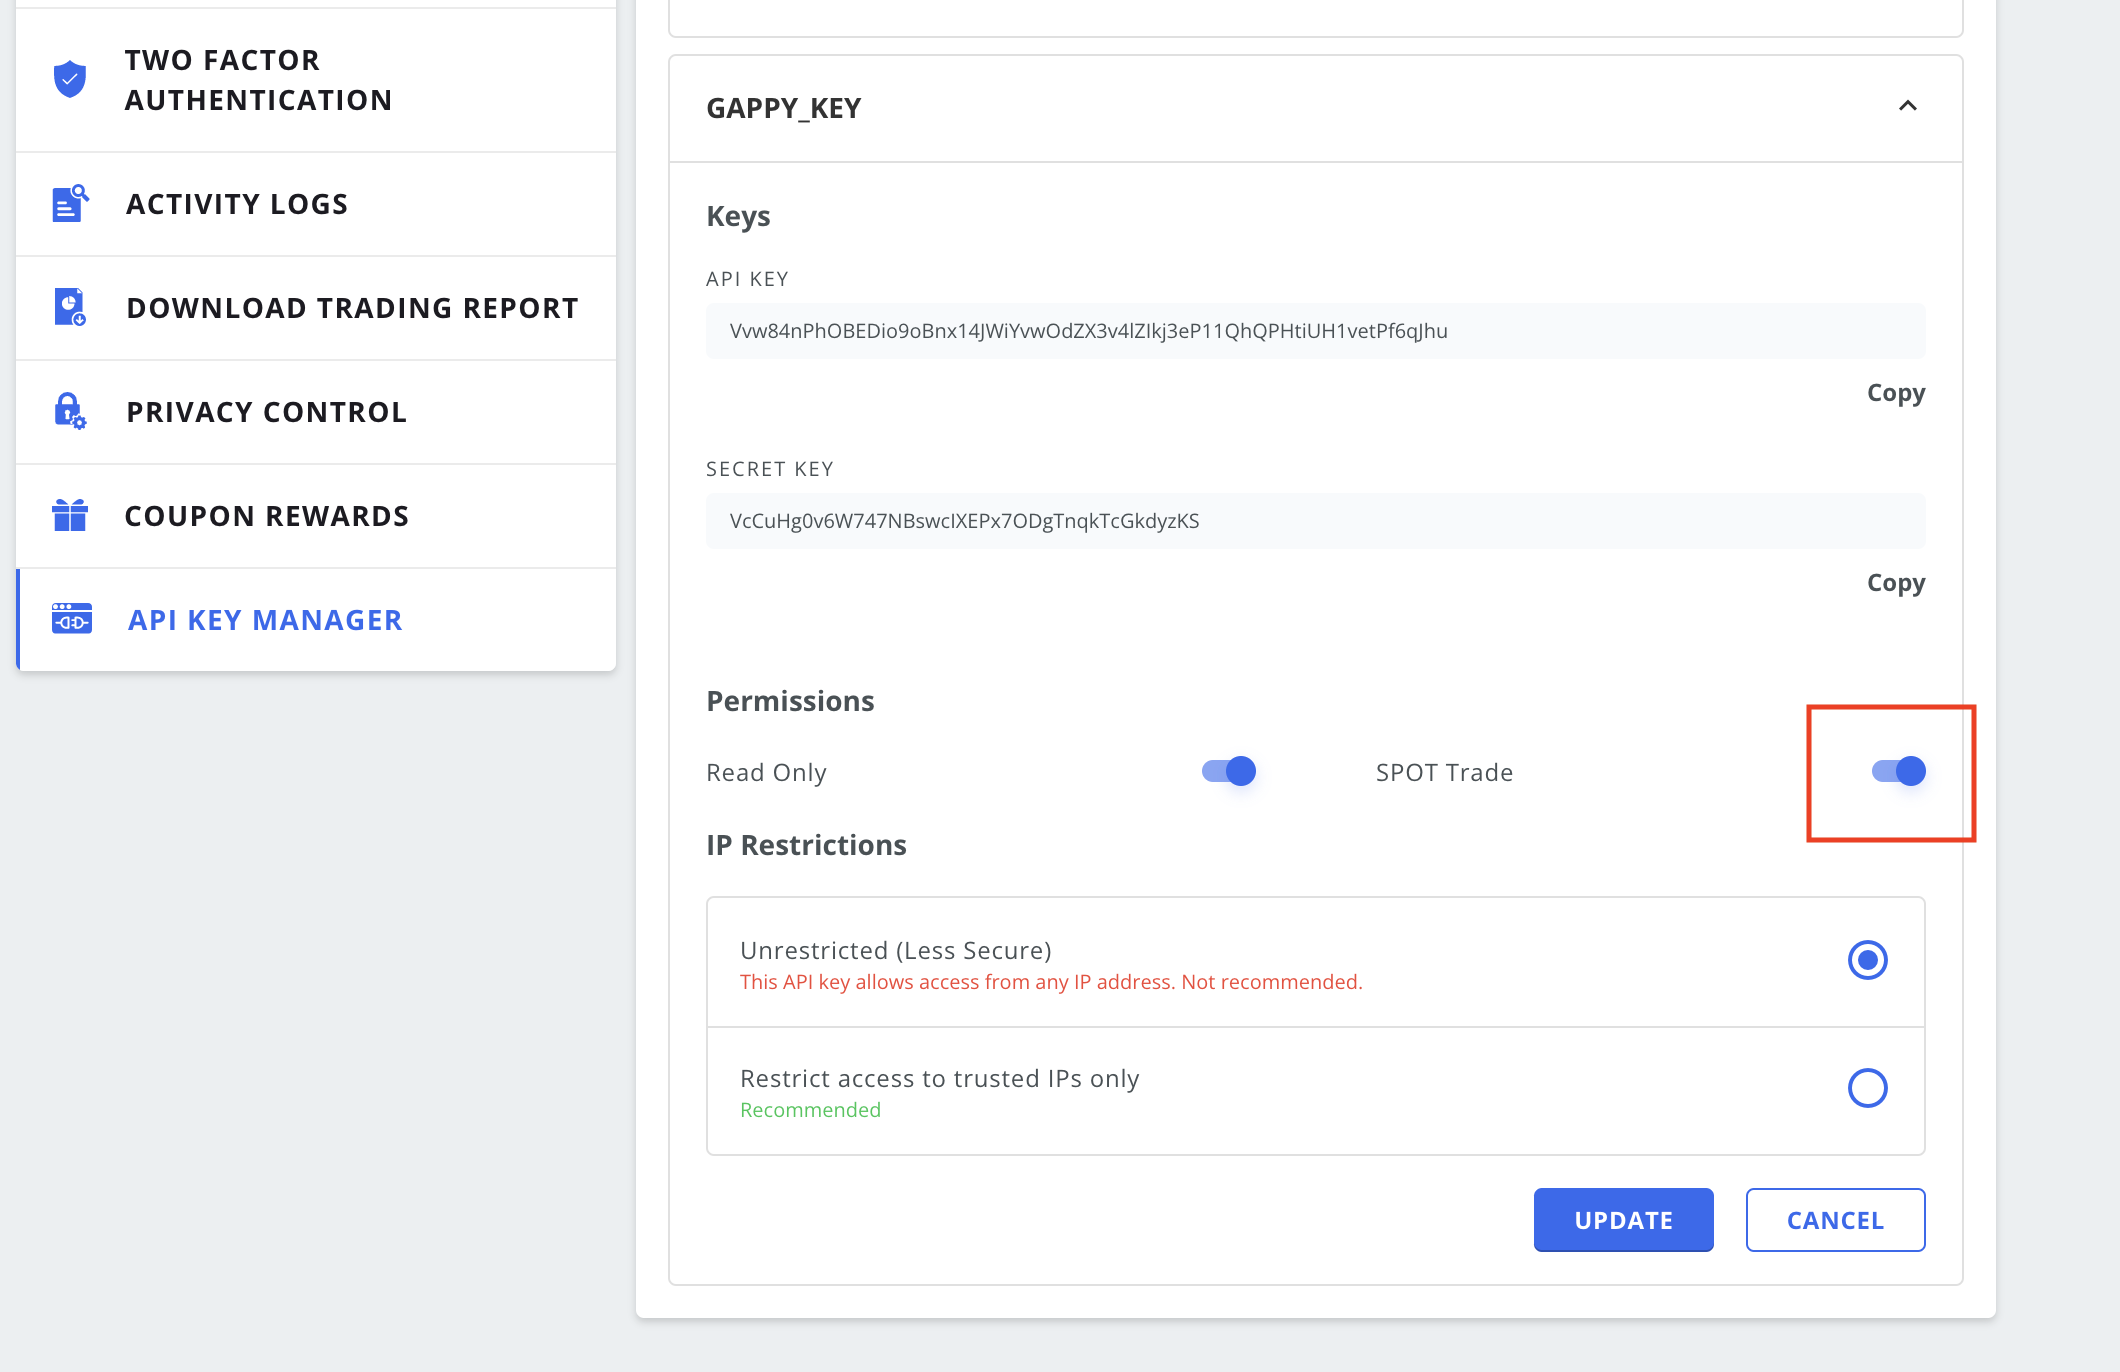 TWO FACTOR
AUTHENTICATION
ACTIVITY LOGS
DOWNLOAD TRADING REPORT
PRIVACY CONTROL
COUPON REWARDS
API KEY MANAGER
GAPPY_KEY
Keys
API KEY
Vvw84nPhOBEDio9oBnx14JWiYvwOdZX3v4lZIkj3eP11QhQPHtiUH1vetPf6qJhu
Copy
SECRET KEY
VcCuHg0v6W747NBswcIXEPx7ODgTnqkTcGkdyzKS
Copy
Permissions
Read Only
SPOT Trade
IP Restrictions
Unrestricted (Less Secure)
This API key allows access from any IP address. Not recommended.
Restrict access to trusted IPs only
Recommended
UPDATE
CANCEL